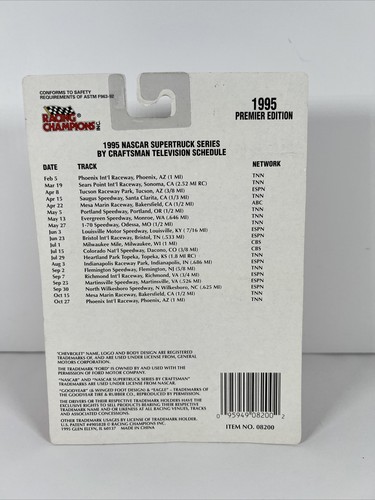 CONFORMS TO SAFETY
REQUIREMENTS OF ASTM F963-92
RACING
CHAMPIONS INC.
1995
PREMIER EDITION
1995 NASCAR SUPERTRUCK SERIES
BY CRAFTSMAN TELEVISION SCHEDULE
DATE TRACK NETWORK
Feb 5 Phoenix Int'l Raceway, Phoenix, AZ (1 MI) TNN
Mar 19 Sears Point Int'l Raceway, Sonoma, CA (2.52 MI RC) TNN
Apr 8 Tucson Raceway Park, Tucson, AZ (3/8 MI) ESPN
Apr 15 Saugus Speedway, Santa Clarita, CA (1/3 MI) TNN
Apr 22 Mesa Marin Raceway, Bakersfield, CA (1/2 MI) ABC
May 5 Portland Speedway, Portland, OR (1/2 MI) TNN
May 13 Evergreen Speedway, Monroe, WA (.646 MI) TNN
May 27 I-70 Speedway, Odessa, MO (1/2 MI) TNN
Jun 3 Louisville Motor Speedway, Louisville, KY (7/16 MI) ESPN
Jun 23 Bristol Int'l Raceway, Bristol, TN (.533 MI) ESPN
Jul 1 Milwaukee Mile, Milwaukee, WI (1 MI) CBS
Jul 15 Colorado Nat'l Speedway, Dacono, CO (3/8 MI) CBS
Jul 29 Heartland Park Topeka, Topeka, KS (1.8 MI RC) TNN
Aug 3 Indianapolis Raceway Park, Indianapolis, IN (.686 MI) ESPN
Sep 2 Flemington Speedway, Flemington, NJ (5/8 MI) TNN
Sep 7 Richmond Int'l Raceway, Richmond, VA (3/4 MI) ESPN
Sep 23 Martinsville Speedway, Martinsville, VA (.526 MI) ESPN
Sep 30 North Wilkesboro Speedway, N Wilkesboro, NC (.625 MI) ESPN
Oct 15 Mesa Marin Raceway, Bakersfield, CA (1/2 MI) TNN
Oct 27 Phoenix Int'l Raceway, Phoenix, AZ (1 MI) TNN
"CHEVROLET" NAME, LOGO AND BODY DESIGN ARE REGISTERED
TRADEMARKS OF, AND ARE USED UNDER LICENSE FROM, GENERAL
MOTORS CORPORATION.
THE TRADEMARK "FORD" IS OWNED BY AND USED WITH THE
PERMISSION OF FORD MOTOR COMPANY.
"NASCAR" AND "NASCAR SUPERTRUCK SERIES BY CRAFTSMAN"
TRADEMARKS ARE USED UNDER LICENSE FROM NASCAR.
"GOODYEAR" (& WINGED FOOT DESIGN) & "EAGLE" – TRADEMARKS OF
THE GOODYEAR TIRE & RUBBER CO., REPRODUCED BY PERMISSION.
THE DRIVERS OR THEIR RESPECTIVE TRADEMARK HOLDERS HAVE THE
EXCLUSIVE RIGHT TO SELL PRODUCTS BEARING THEIR RESPECTIVE
TRADEMARK NAME AND OR LIKENESS AT ALL RACING VENUES, TRACKS
AND ASSOCIATED CONCESSIONS.
OTHER TRADEMARKS USED BY LICENSE OF TRADEMARK HOLDER.
U.S. PATENT #4905828 © RACING CHAMPIONS INC.
1995 GLEN ELLYN, IL 60137 MADE IN CHINA
0 95949 08200 2
ITEM NO. 08200